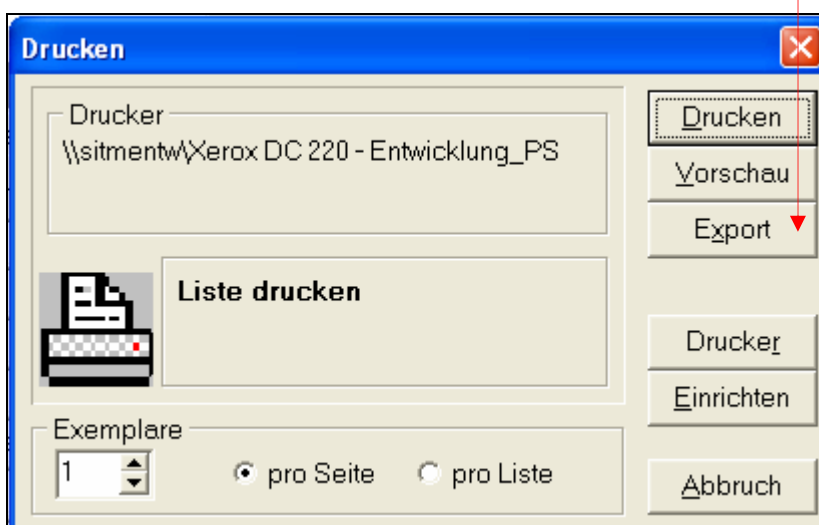 Drucken
Drucker
\\sitmentw\Xerox DC 220 - Entwicklung_PS
Liste drucken
Exemplare
1
pro Seite
pro Liste
Drucken
Vorschau
Export
Drucker
Einrichten
Abbruch